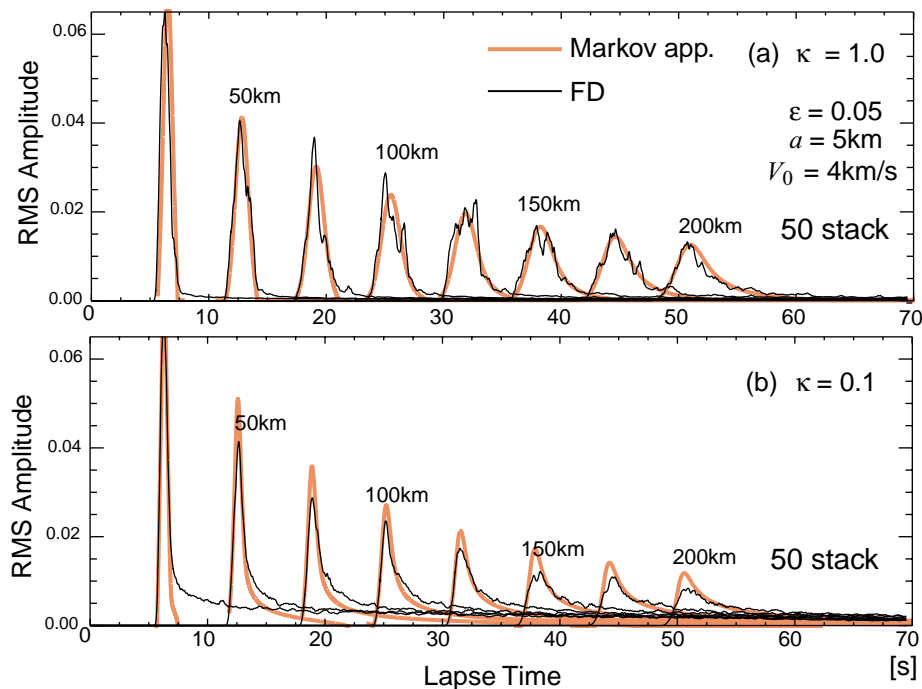 RMS Amplitude
0.06
0.04
0.02
0.00
Markov app.
FD
(a) κ = 1.0
ε = 0.05
a = 5km
V0 = 4km/s
50 stack
50km
100km
150km
200km
0 10 20 30 40 50 60 70
RMS Amplitude
0.06
0.04
0.02
0.00
(b) κ = 0.1
50km
100km
150km
200km
50 stack
0 10 20 30 40 50 60 70
Lapse Time [s]